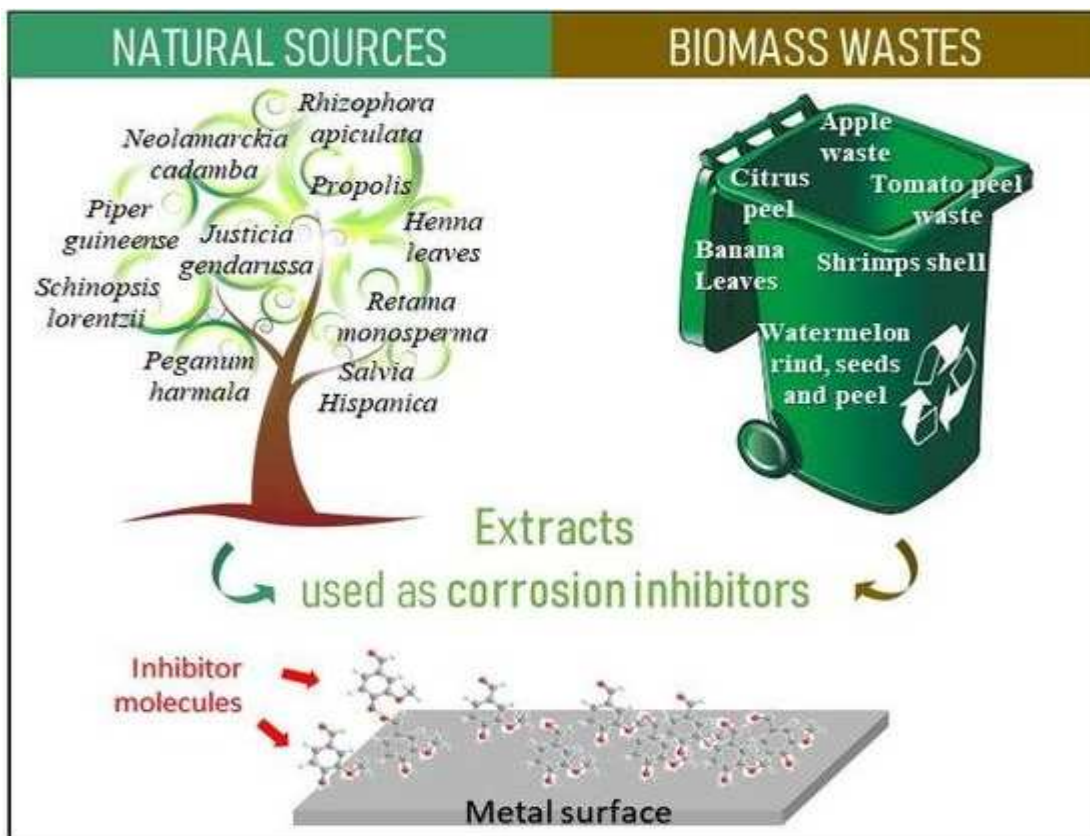 NATURAL SOURCES
BIOMASS WASTES
Rhizophora
apiculata
Neolamarckia
cadamba
Propolis
Piper
guineense
Justicia
gendarussa
Henna
leaves
Schinopsis
lorentzii
Retama
monosperma
Peganum
harmala
Salvia
Hispanica
Apple
waste
Citrus
peel
Tomato peel
waste
Banana
Leaves
Shrimps shell
Watermelon
rind, seeds
and peel
Extracts
used as corrosion inhibitors
Inhibitor
molecules
Metal surface